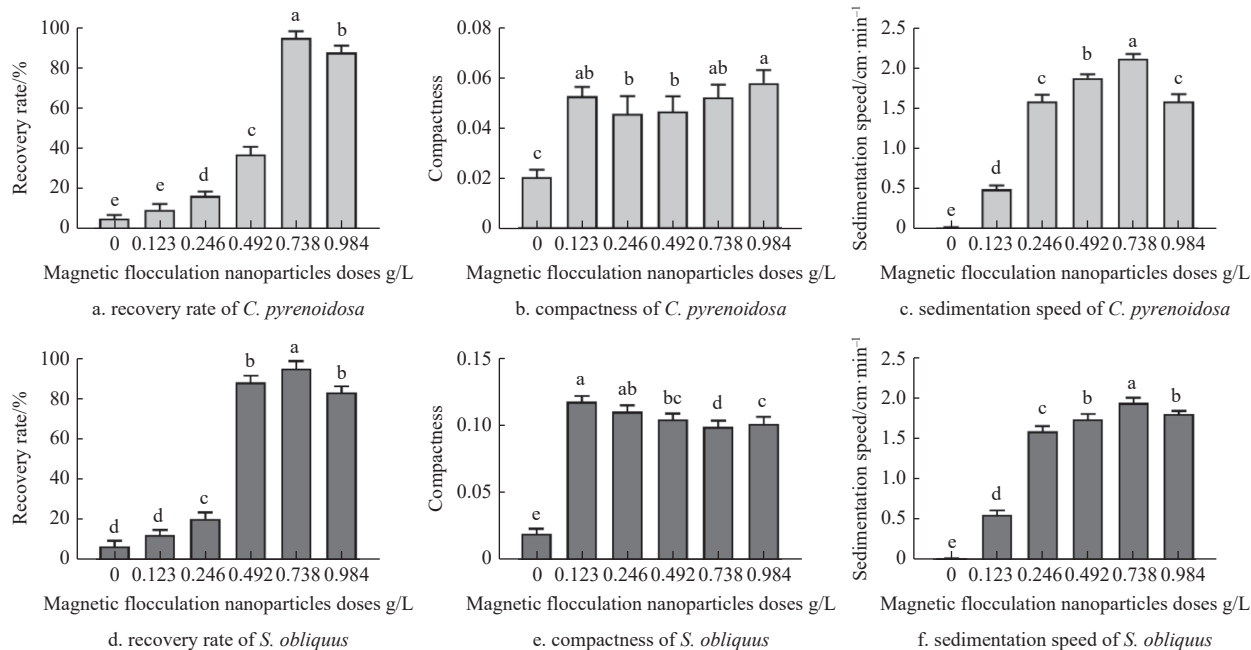 Recovery rate/%
100
80
60
40
20
0
e
e
d
c
a
b
0 0.123 0.246 0.492 0.738 0.984
Magnetic flocculation nanoparticles doses g/L
a. recovery rate of C. pyrenoidosa
Compactness
0.08
0.06
0.04
0.02
0
c
ab
b
b
ab
a
0 0.123 0.246 0.492 0.738 0.984
Magnetic flocculation nanoparticles doses g/L
b. compactness of C. pyrenoidosa
Sedimentation speed/cm·min⁻¹
2.5
2.0
1.5
1.0
0.5
0
e
d
c
b
a
c
0 0.123 0.246 0.492 0.738 0.984
Magnetic flocculation nanoparticles doses g/L
c. sedimentation speed of C. pyrenoidosa
Recovery rate/%
100
80
60
40
20
0
d
d
c
b
a
b
0 0.123 0.246 0.492 0.738 0.984
Magnetic flocculation nanoparticles doses g/L
d. recovery rate of S. obliquus
Compactness
0.15
0.10
0.05
0
e
a
ab
bc
d
c
0 0.123 0.246 0.492 0.738 0.984
Magnetic flocculation nanoparticles doses g/L
e. compactness of S. obliquus
Sedimentation speed/cm·min⁻¹
2.5
2.0
1.5
1.0
0.5
0
e
d
c
b
a
b
0 0.123 0.246 0.492 0.738 0.984
Magnetic flocculation nanoparticles doses g/L
f. sedimentation speed of S. obliquus